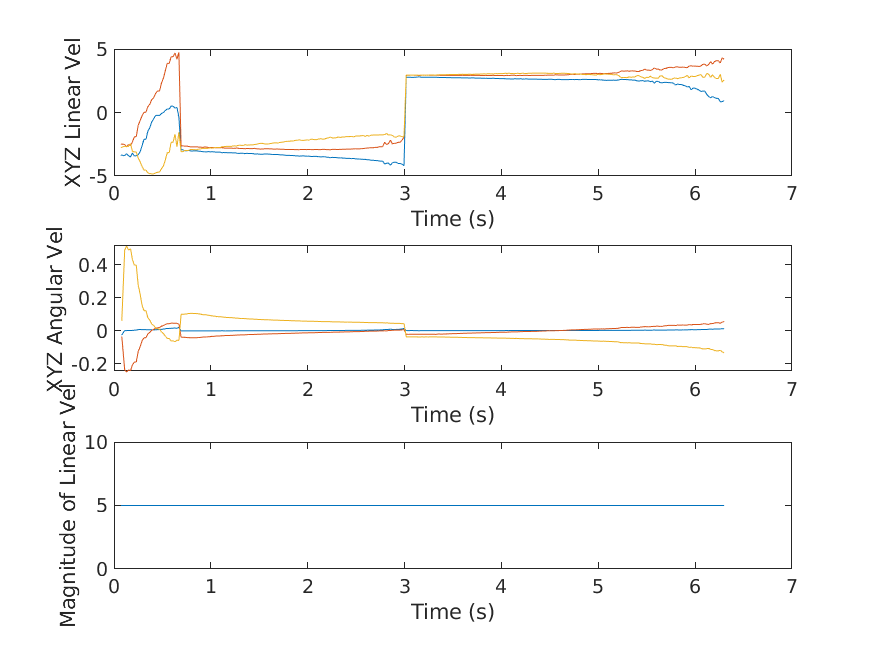 XYZ Linear Vel
5
0
-5
0 1 2 3 4 5 6 7
Time (s)
XYZ Angular Vel
0.4
0.2
0
-0.2
0 1 2 3 4 5 6 7
Time (s)
Magnitude of Linear Vel
10
5
0
0 1 2 3 4 5 6 7
Time (s)